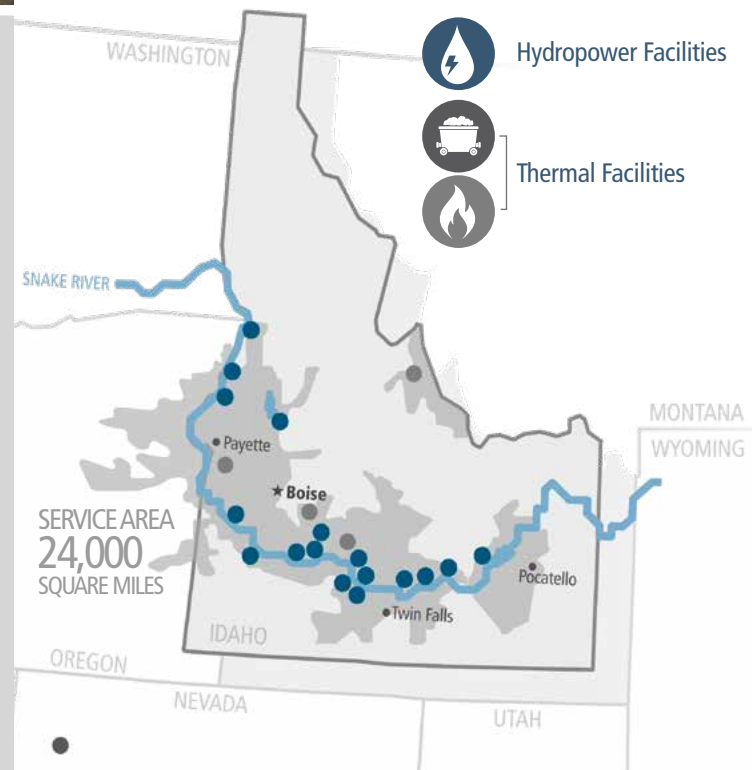 WASHINGTON
Hydropower Facilities
Thermal Facilities
SNAKE RIVER
MONTANA
WYOMING
Payette
Boise
SERVICE AREA
24,000
SQUARE MILES
Pocatello
Twin Falls
IDAHO
OREGON
NEVADA
UTAH